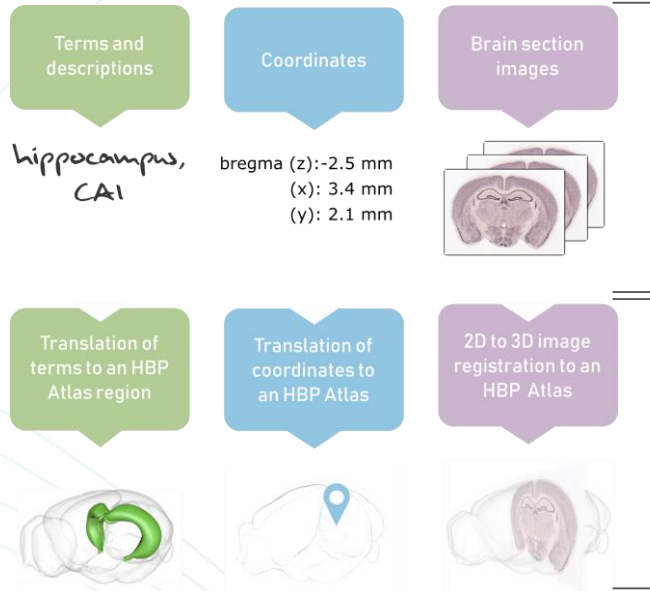 Terms and
descriptions
Coordinates
Brain section
images
hippocampus,
CA1
bregma (z):-2.5 mm
(x): 3.4 mm
(y): 2.1 mm
Translation of
terms to an HBP
Atlas region
Translation of
coordinates to
an HBP Atlas
2D to 3D image
registration to an
HBP Atlas